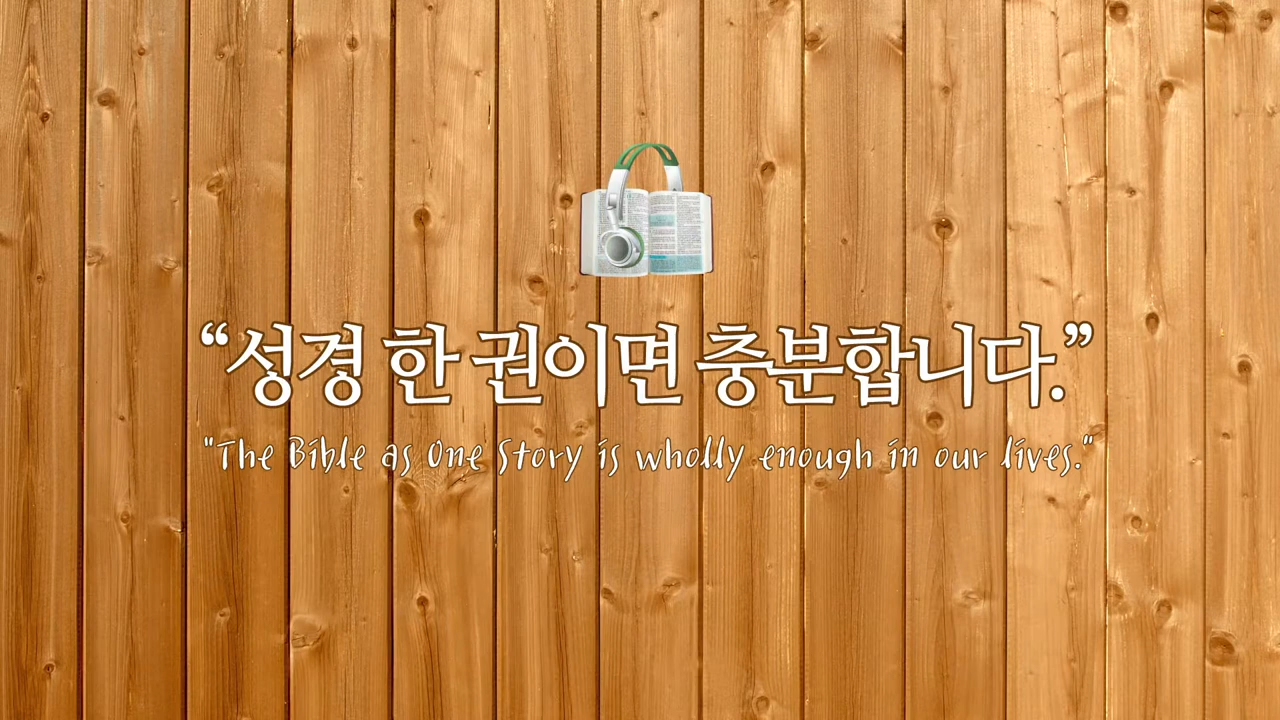 “성경 한 권이면 충분합니다.”
"The Bible as One Story is wholly enough in our lives."